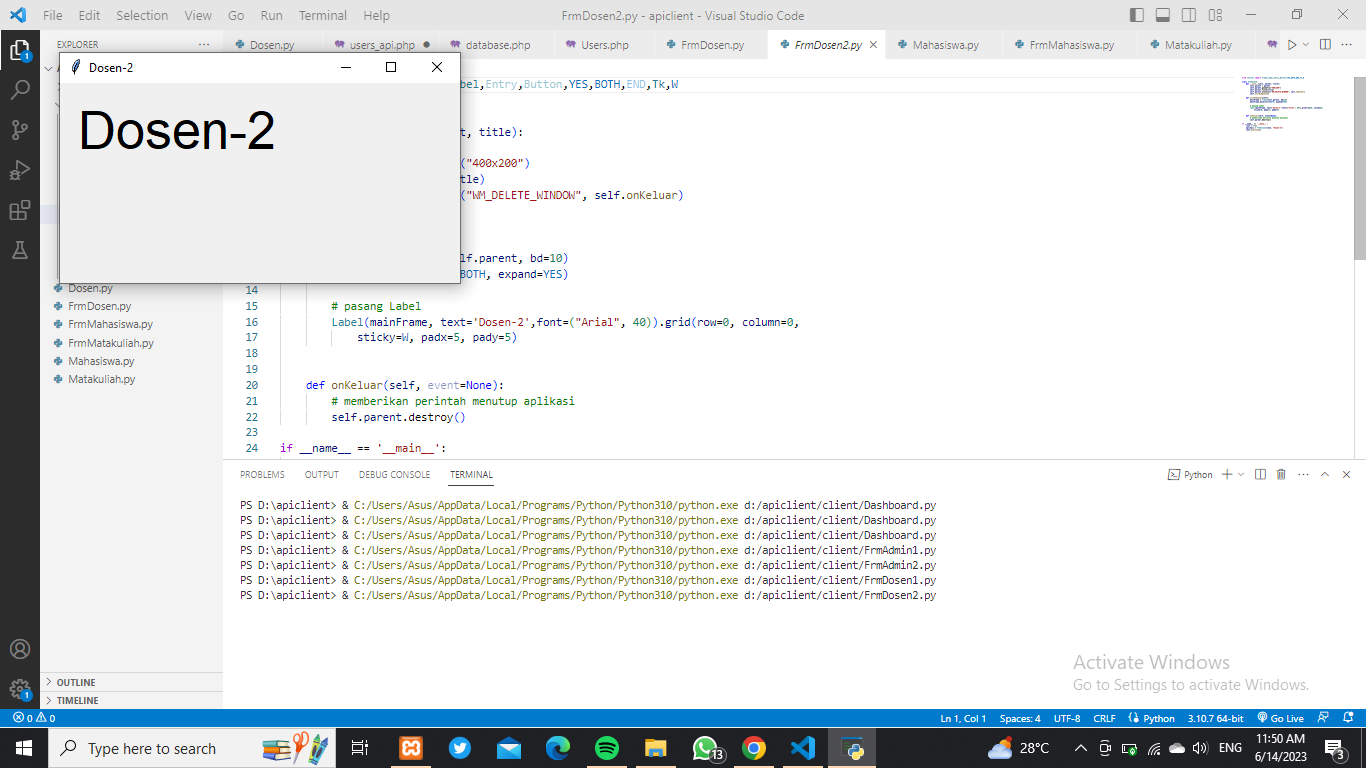 File Edit Selection View Go Run Terminal Help FrmDosen2.py - apiclient - Visual Studio Code
EXPLORER ... Dosen.py users_api.php database.php Users.php FrmDosen.py FrmDosen2.py Mahasiswa.py FrmMahasiswa.py Matakuliah.py
Dosen-2
Dosen-2
bel,Entry,Button,YES,BOTH,END,Tk,W
t, title):
("400x200")
tle)
("WM_DELETE_WINDOW", self.onKeluar)
lf.parent, bd=10)
BOTH, expand=YES)
Dosen.py
FrmDosen.py
FrmMahasiswa.py
FrmMatakuliah.py
Mahasiswa.py
Matakuliah.py
14
15 # pasang Label
16 Label(mainFrame, text='Dosen-2',font=("Arial", 40)).grid(row=0, column=0,
17 sticky=W, padx=5, pady=5)
18
19
20 def onKeluar(self, event=None):
21 # memberikan perintah menutup aplikasi
22 self.parent.destroy()
23
24 if __name__ == '__main__':
PROBLEMS OUTPUT DEBUG CONSOLE TERMINAL Python
PS D:\apiclient> & C:/Users/Asus/AppData/Local/Programs/Python/Python310/python.exe d:/apiclient/client/Dashboard.py
PS D:\apiclient> & C:/Users/Asus/AppData/Local/Programs/Python/Python310/python.exe d:/apiclient/client/Dashboard.py
PS D:\apiclient> & C:/Users/Asus/AppData/Local/Programs/Python/Python310/python.exe d:/apiclient/client/Dashboard.py
PS D:\apiclient> & C:/Users/Asus/AppData/Local/Programs/Python/Python310/python.exe d:/apiclient/client/FrmAdmin1.py
PS D:\apiclient> & C:/Users/Asus/AppData/Local/Programs/Python/Python310/python.exe d:/apiclient/client/FrmAdmin2.py
PS D:\apiclient> & C:/Users/Asus/AppData/Local/Programs/Python/Python310/python.exe d:/apiclient/client/FrmDosen1.py
PS D:\apiclient> & C:/Users/Asus/AppData/Local/Programs/Python/Python310/python.exe d:/apiclient/client/FrmDosen2.py
Activate Windows
Go to Settings to activate Windows.
OUTLINE
TIMELINE
0 0 Ln 1, Col 1 Spaces: 4 UTF-8 CRLF Python 3.10.7 64-bit Go Live
Type here to search 13 28°C ENG 11:50 AM
6/14/2023 3